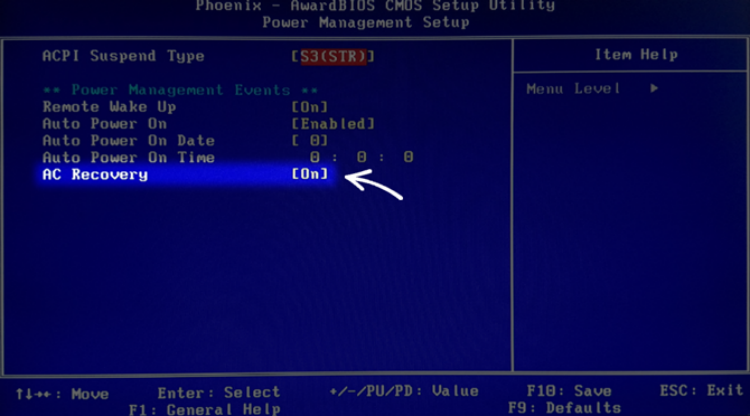 Phoenix - AwardBIOS CMOS Setup Utility
Power Management Setup
ACPI Suspend Type [S3(STR)]
Item Help
** Power Management Events **
Menu Level ▶
Remote Wake Up [On]
Auto Power On [Enabled]
Auto Power On Date [ 0]
Auto Power On Time 0 : 0 : 0
AC Recovery [On]
↑↓→←: Move Enter: Select +/-/PU/PD: Value F10: Save ESC: Exit
F1: General Help F9: Defaults